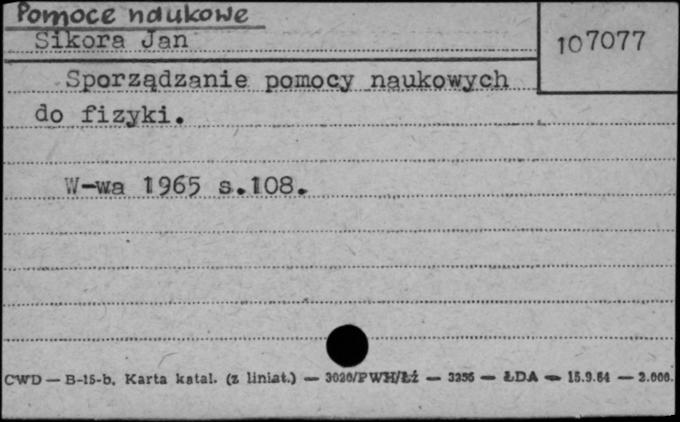 Pomoce naukowe
Sikora Jan
107077
Sporządzanie pomocy naukowych
do fizyki.
W-wa 1965 s.108.
CWD — B-15-b. Karta katal. (z liniat.) — 3020/PWH/Łź — 3256 — ŁDA — 15.9.64 — 2.000.